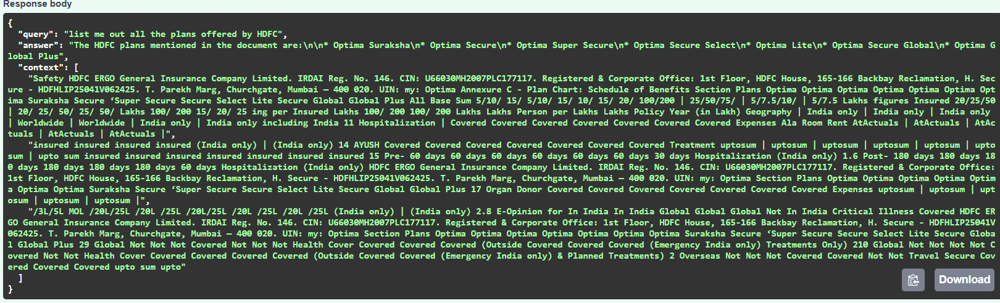 Response body
{
"query": "list me out all the plans offered by HDFC",
"answer": "The HDFC plans mentioned in the document are:\n\n* Optima Suraksha\n* Optima Secure\n* Optima Super Secure\n* Optima Secure Select\n* Optima Lite\n* Optima Secure Global\n* Optima G
lobal Plus",
"context": [
"Safety HDFC ERGO General Insurance Company Limited. IRDAI Reg. No. 146. CIN: U66030MH2007PLC177117. Registered & Corporate Office: 1st Floor, HDFC House, 165-166 Backbay Reclamation, H. Sec
ure - HDFHLIP25041V062425. T. Parekh Marg, Churchgate, Mumbai – 400 020. UIN: my: Optima Annexure C - Plan Chart: Schedule of Benefits Section Plans Optima Optima Optima Optima Optima Optima Opt
ima Suraksha Secure ‘Super Secure Secure Select Lite Secure Global Global Plus All Base Sum 5/10/ 15/ 5/10/ 15/ 10/ 15/ 20/ 100/200 | 25/50/75/ | 5/7.5/10/ | 5/7.5 Lakhs figures Insured 20/25/50
| 20/ 25/ 50/ 25/ 50/ Lakhs 100/ 200 15/ 20/ 25 ing per Insured Lakhs 100/ 200 100/ 200 Lakhs Lakhs Person per Lakhs Lakhs Policy Year (in Lakh) Geography | India only | India only | India only
| Worldwide | Worldwide | India only | India only including India 11 Hospitalization | Covered Covered Covered Covered Covered Covered Covered Expenses Ala Room Rent AtActuals | AtActuals | AtAc
tuals | AtActuals | AtActuals |",
"insured insured insured insured (India only) | (India only) 14 AYUSH Covered Covered Covered Covered Covered Covered Covered Treatment uptosum | uptosum | uptosum | uptosum | uptosum | upto
sum | upto sum insured insured insured insured insured insured insured 15 Pre- 60 days 60 days 60 days 60 days 60 days 60 days 30 days Hospitalization (India only) 1.6 Post- 180 days 180 days 18
0 days 180 days 180 days 180 days 60 days Hospitalization (India only) HDFC ERGO General Insurance Company Limited. IRDAI Reg. No. 146. CIN: U66030MH2007PLC177117. Registered & Corporate Office:
1st Floor, HDFC House, 165-166 Backbay Reclamation, H. Secure - HDFHLIP25041V062425. T. Parekh Marg, Churchgate, Mumbai – 400 020. UIN: my: Optima Section Plans Optima Optima Optima Optima Optim
a Optima Optima Suraksha Secure ‘Super Secure Secure Select Lite Secure Global Global Plus 17 Organ Donor Covered Covered Covered Covered Covered Covered Covered Expenses uptosum | uptosum | upt
osum | uptosum | uptosum |",
"/3L/5L MOL /20L/25L /20L /25L /20L/25L /20L /25L /20L /25L (India only) | (India only) 2.8 E-Opinion for In India In India Global Global Global Not In India Critical Illness Covered HDFC ER
GO General Insurance Company Limited. IRDAI Reg. No. 146. CIN: U66030MH2007PLC177117. Registered & Corporate Office: 1st Floor, HDFC House, 165-166 Backbay Reclamation, H. Secure - HDFHLIP25041V
062425. T. Parekh Marg, Churchgate, Mumbai – 400 020. UIN: my: Optima Section Plans Optima Optima Optima Optima Optima Optima Optima Suraksha Secure ‘Super Secure Secure Select Lite Secure Globa
l Global Plus 29 Global Not Not Not Covered Not Not Not Health Cover Covered Covered Covered (Outside Covered Covered Covered (Emergency India only) Treatments Only) 210 Global Not Not Not Not C
overed Not Not Health Cover Covered Covered Covered Covered (Outside Covered Covered (Emergency India only) & Planned Treatments) 2 Overseas Not Not Not Covered Covered Not Not Travel Secure Cov
ered Covered Covered upto sum upto"
]
}
Download